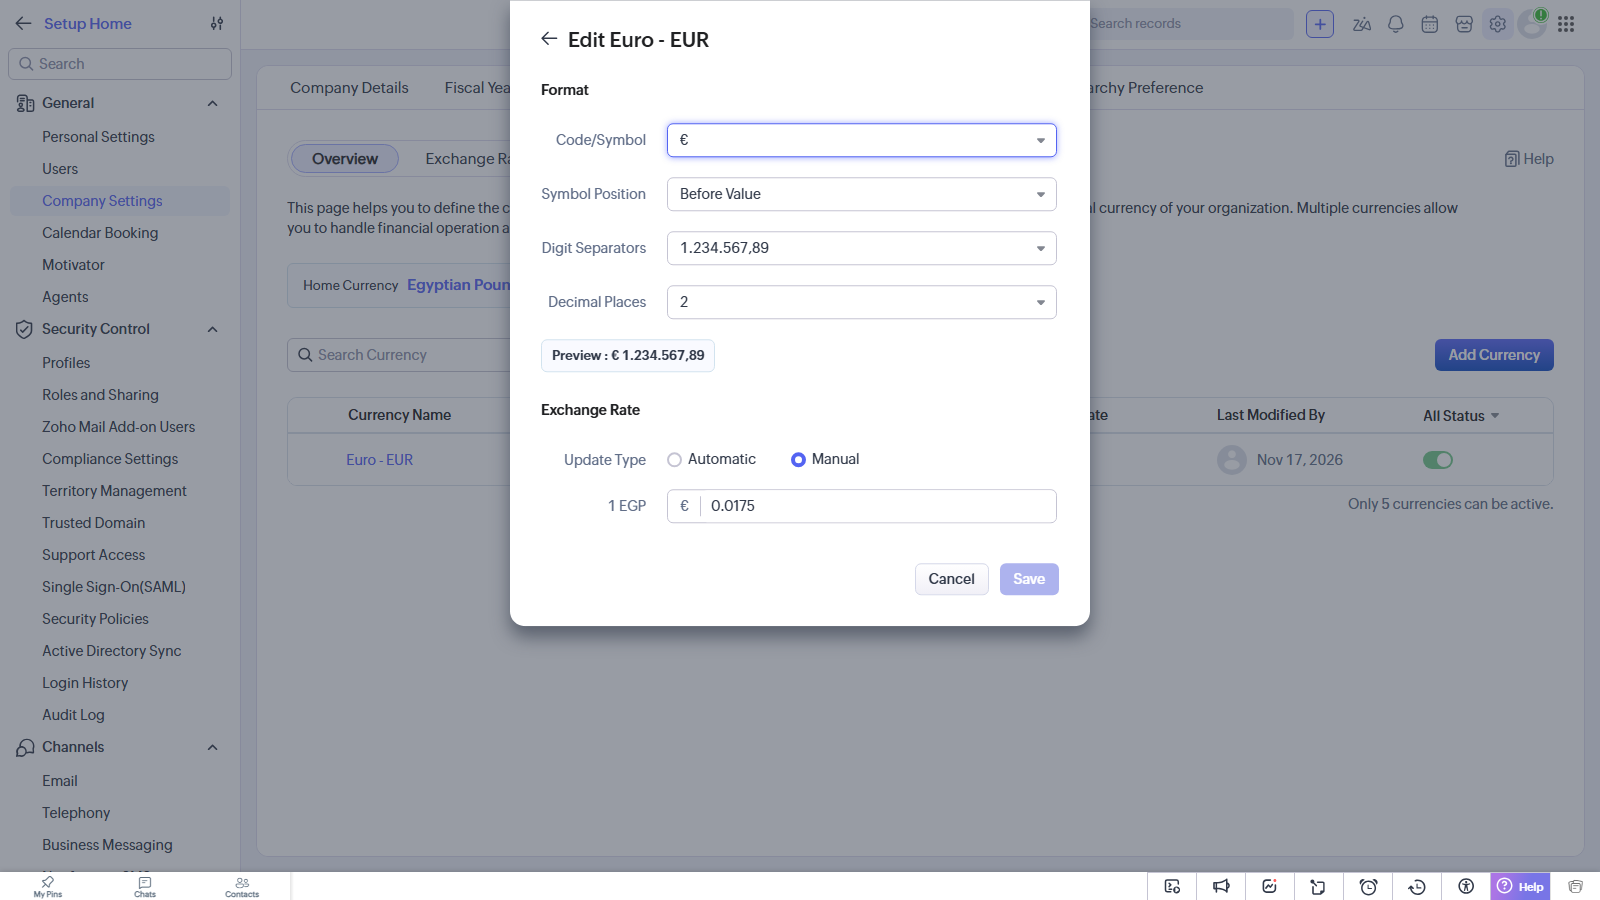 Setup Home
Search
General
Personal Settings
Users
Company Settings
Calendar Booking
Motivator
Agents
Security Control
Profiles
Roles and Sharing
Zoho Mail Add-on Users
Compliance Settings
Territory Management
Trusted Domain
Support Access
Single Sign-On(SAML)
Security Policies
Active Directory Sync
Login History
Audit Log
Channels
Email
Telephony
Business Messaging
My Pins
Chats
Contacts
Search records
Company Details
Fiscal Yea
archy Preference
Overview
Exchange Ra
Help
This page helps you to define the c
l currency of your organization. Multiple currencies allow
you to handle financial operation a
Home Currency Egyptian Poun
Search Currency
Add Currency
Currency Name
ate
Last Modified By
All Status
Euro - EUR
Nov 17, 2026
Only 5 currencies can be active.
Edit Euro - EUR
Format
Code/Symbol
€
Symbol Position
Before Value
Digit Separators
1.234.567,89
Decimal Places
2
Preview : € 1.234.567,89
Exchange Rate
Update Type
Automatic
Manual
1 EGP
€ 0.0175
Cancel
Save
Help